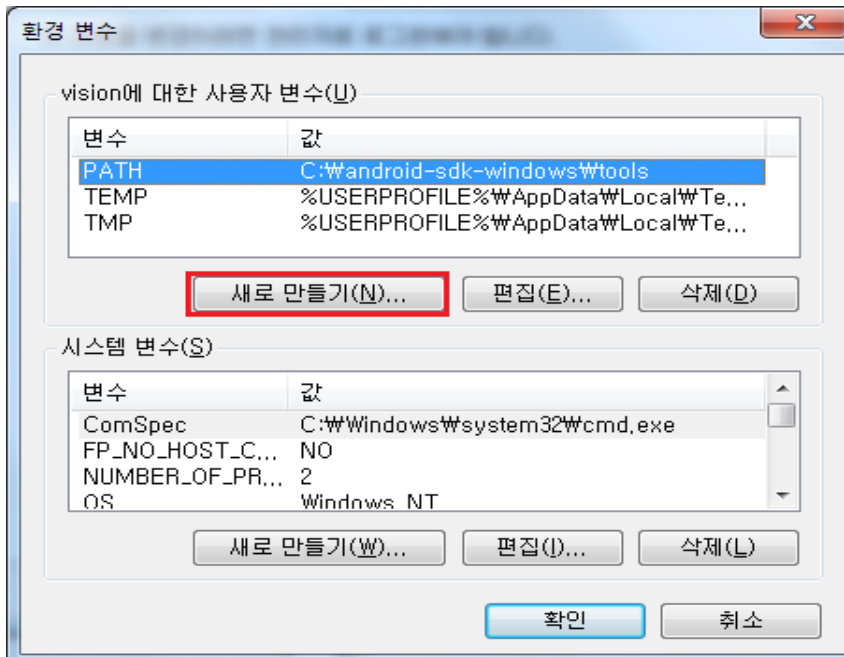 환경 변수
vision에 대한 사용자 변수(U)
변수 값
PATH C:₩android-sdk-windows₩tools
TEMP %USERPROFILE%₩AppData₩Local₩Te...
TMP %USERPROFILE%₩AppData₩Local₩Te...
새로 만들기(N)... 편집(E)... 삭제(D)
시스템 변수(S)
변수 값
ComSpec C:₩Windows₩system32₩cmd.exe
FP_NO_HOST_C... NO
NUMBER_OF_PR... 2
OS Windows_NT
새로 만들기(W)... 편집(I)... 삭제(L)
확인 취소